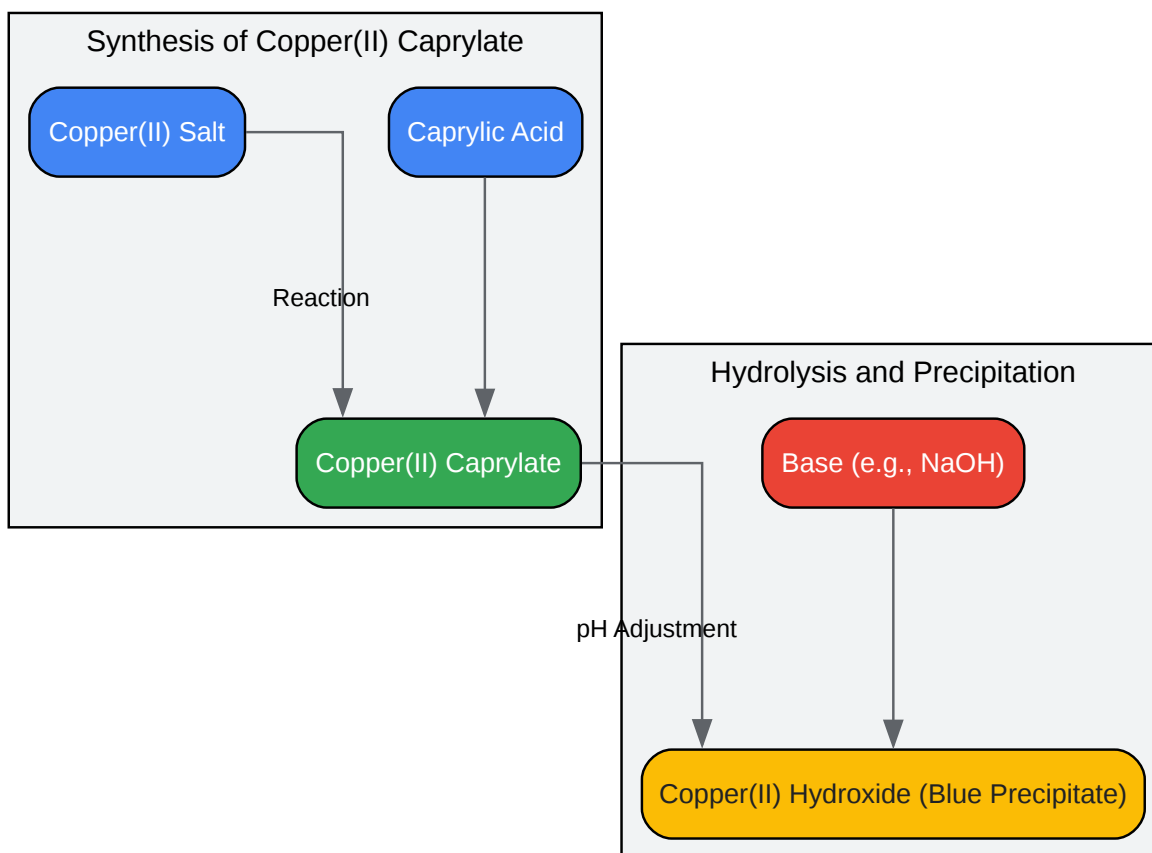 Synthesis of Copper(II) Caprylate
Copper(II) Salt
Caprylic Acid
Reaction
Copper(II) Caprylate
Hydrolysis and Precipitation
Base (e.g., NaOH)
pH Adjustment
Copper(II) Hydroxide (Blue Precipitate)